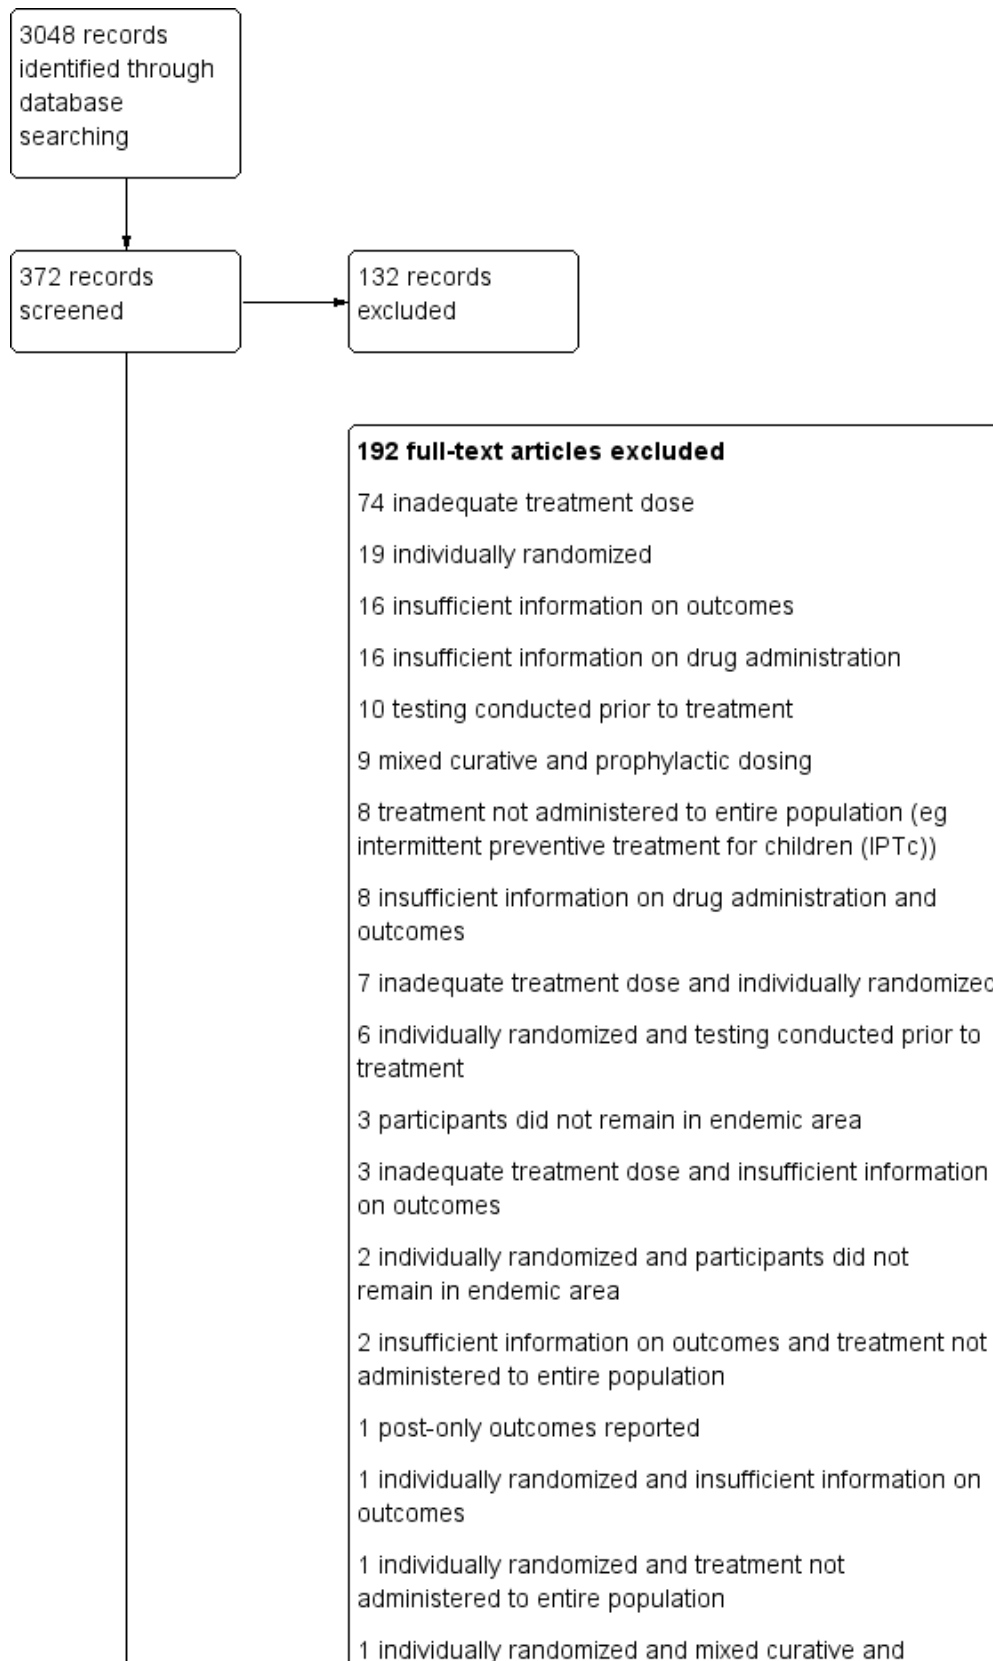 3048 records
identified through
database
searching
372 records
screened
132 records
excluded
192 full-text articles excluded
74 inadequate treatment dose
19 individually randomized
16 insufficient information on outcomes
16 insufficient information on drug administration
10 testing conducted prior to treatment
9 mixed curative and prophylactic dosing
8 treatment not administered to entire population (eg
intermittent preventive treatment for children (IPTc))
8 insufficient information on drug administration and
outcomes
7 inadequate treatment dose and individually randomized
6 individually randomized and testing conducted prior to
treatment
3 participants did not remain in endemic area
3 inadequate treatment dose and insufficient information
on outcomes
2 individually randomized and participants did not
remain in endemic area
2 insufficient information on outcomes and treatment not
administered to entire population
1 post-only outcomes reported
1 individually randomized and insufficient information on
outcomes
1 individually randomized and treatment not
administered to entire population
1 individually randomized and mixed curative and